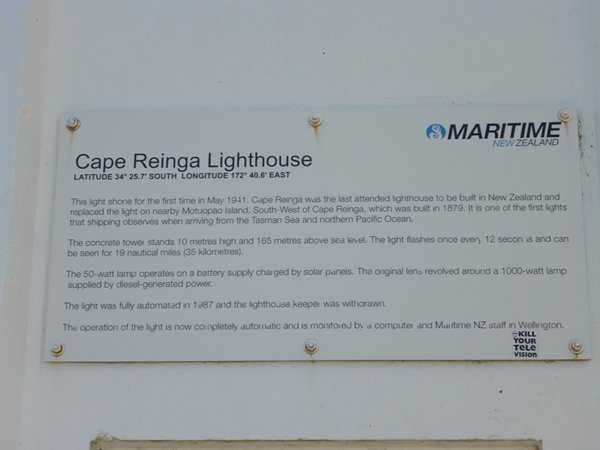 MARITIME
NEW ZEALAND
Cape Reinga Lighthouse
LATITUDE 34° 25.7' SOUTH LONGITUDE 172° 40.6' EAST
This light shone for the first time in May 1941. Cape Reinga was the last attended lighthouse to be built in New Zealand and
replaced the light on nearby Motuopao Island, South-West of Cape Reinga, which was built in 1879. It is one of the first lights
that shipping observes when arriving from the Tasman Sea and northern Pacific Ocean.
The concrete tower stands 10 metres high and 165 metres above sea level. The light flashes once every 12 seconds and can
be seen for 19 nautical miles (35 kilometres).
The 50-watt lamp operates on a battery supply charged by solar panels. The original lens revolved around a 1000-watt lamp
supplied by diesel-generated power.
The light was fully automated in 1987 and the lighthouse keeper was withdrawn.
The operation of the light is now completely automatic and is monitored by a computer and Maritime NZ staff in Wellington.
KILL
YOUR
TELE
VISION